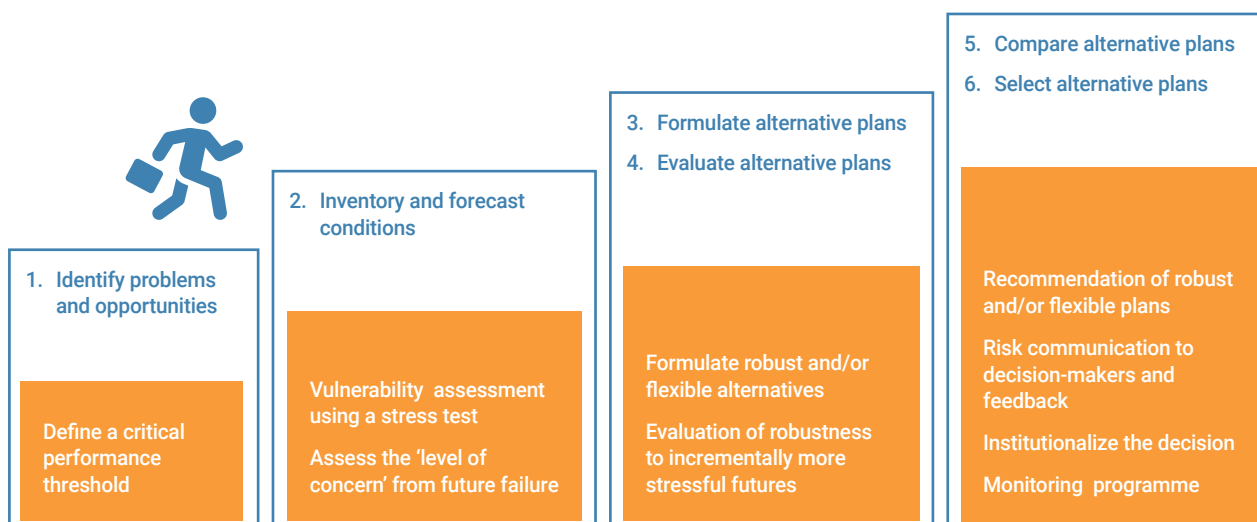 1. Identify problems
and opportunities
Define a critical
performance
threshold
2. Inventory and forecast
conditions
Vulnerability assessment
using a stress test
Assess the ‘level of
concern’ from future failure
3. Formulate alternative plans
4. Evaluate alternative plans
Formulate robust and/or
flexible alternatives
Evaluation of robustness
to incrementally more
stressful futures
5. Compare alternative plans
6. Select alternative plans
Recommendation of robust
and/or flexible plans
Risk communication to
decision-makers and
feedback
Institutionalize the decision
Monitoring programme